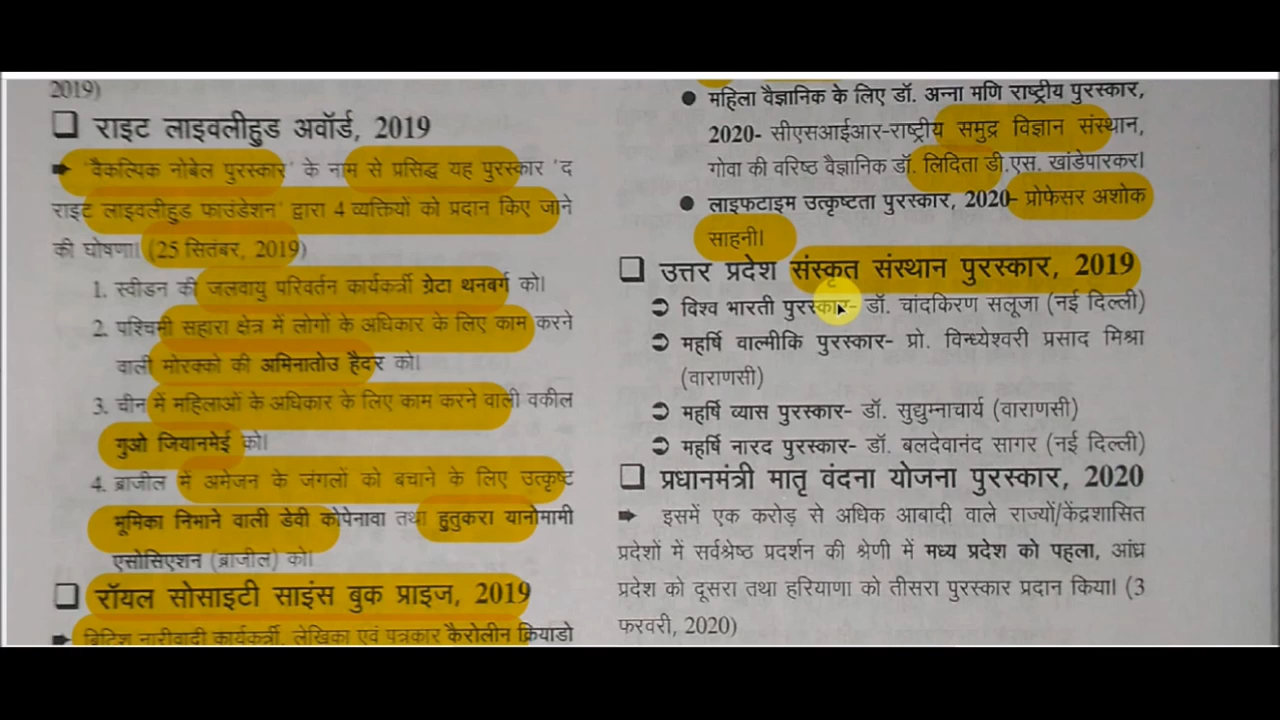 2019)
❑ राइट लाइवलीहुड अवॉर्ड, 2019
➨ 'वैकल्पिक नोबेल पुरस्कार' के नाम से प्रसिद्ध यह पुरस्कार 'द
राइट लाइवलीहुड फाउंडेशन' द्वारा 4 व्यक्तियों को प्रदान किए जाने
की घोषणा। (25 सितंबर, 2019)
1. स्वीडन की जलवायु परिवर्तन कार्यकर्त्री ग्रेटा थनबर्ग को।
2. पश्चिमी सहारा क्षेत्र में लोगों के अधिकार के लिए काम करने
वाली मोरक्को की अमिनातोउ हैदर को।
3. चीन में महिलाओं के अधिकार के लिए काम करने वाली वकील
गुओ जियानमेई को।
4. ब्राजील में अमेजन के जंगलों को बचाने के लिए उत्कृष्ट
भूमिका निभाने वाली डेवी कोपेनावा तथा हुतुकरा यानोमामी
एसोसिएशन (ब्राजील) को।
❑ रॉयल सोसाइटी साइंस बुक प्राइज, 2019
➨ ब्रिटिश नारीवादी कार्यकर्त्री, लेखिका एवं पत्रकार कैरोलीन क्रियाडो
● महिला वैज्ञानिक के लिए डॉ. अन्ना मणि राष्ट्रीय पुरस्कार,
2020- सीएसआईआर-राष्ट्रीय समुद्र विज्ञान संस्थान,
गोवा की वरिष्ठ वैज्ञानिक डॉ. लिदिता डी.एस. खांडेपारकर।
● लाइफटाइम उत्कृष्टता पुरस्कार, 2020- प्रोफेसर अशोक
साहनी।
❑ उत्तर प्रदेश संस्कृत संस्थान पुरस्कार, 2019
➲ विश्व भारती पुरस्कार- डॉ. चांदकिरण सलूजा (नई दिल्ली)
➲ महर्षि वाल्मीकि पुरस्कार- प्रो. विन्ध्येश्वरी प्रसाद मिश्रा
(वाराणसी)
➲ महर्षि व्यास पुरस्कार- डॉ. सुद्युम्नाचार्य (वाराणसी)
➲ महर्षि नारद पुरस्कार- डॉ. बलदेवानंद सागर (नई दिल्ली)
❑ प्रधानमंत्री मातृ वंदना योजना पुरस्कार, 2020
➨ इसमें एक करोड़ से अधिक आबादी वाले राज्यों/केंद्रशासित
प्रदेशों में सर्वश्रेष्ठ प्रदर्शन की श्रेणी में मध्य प्रदेश को पहला, आंध्र
प्रदेश को दूसरा तथा हरियाणा को तीसरा पुरस्कार प्रदान किया। (3
फरवरी, 2020)